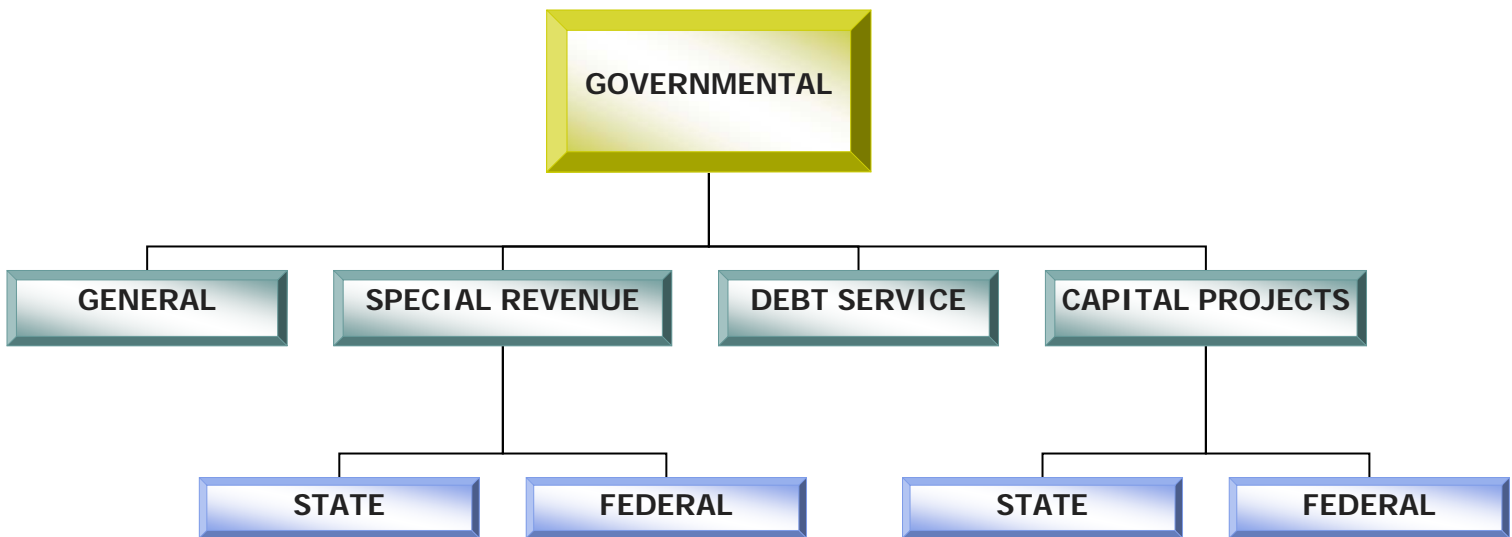 GOVERNMENTAL
GENERAL
SPECIAL REVENUE
DEBT SERVICE
CAPITAL PROJECTS
STATE
FEDERAL
STATE
FEDERAL